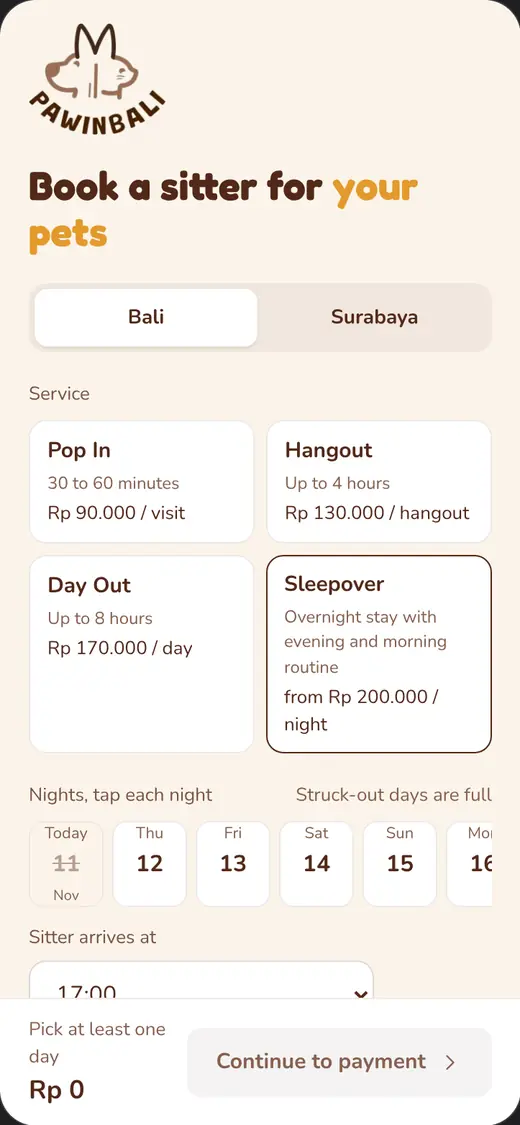 PAWINBALI
Book a sitter for your
pets
Bali
Surabaya
Service
Pop In
30 to 60 minutes
Rp 90.000 / visit
Hangout
Up to 4 hours
Rp 130.000 / hangout
Day Out
Up to 8 hours
Rp 170.000 / day
Sleepover
Overnight stay with
evening and morning
routine
from Rp 200.000 /
night
Nights, tap each night
Struck-out days are full
Today
11
Nov
Thu
12
Fri
13
Sat
14
Sun
15
Mon
16
Sitter arrives at
17:00
Pick at least one
day
Rp 0
Continue to payment